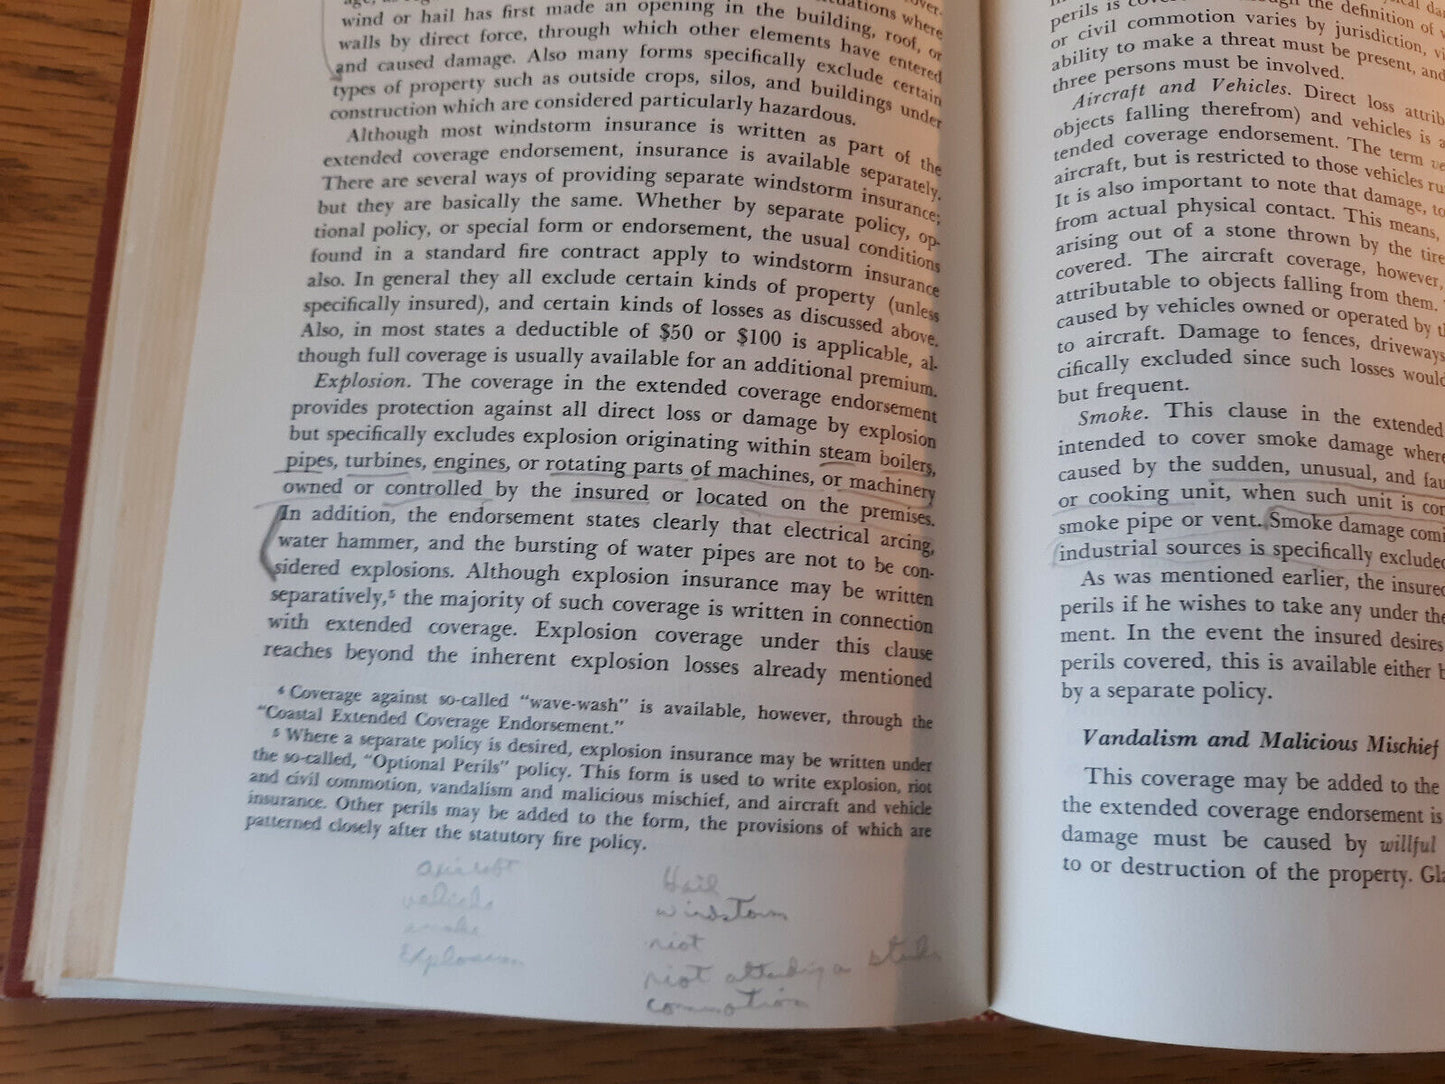 wind or hail has first made an opening in the building, roof, or
walls by direct force, through which other elements have entered
and caused damage. Also many forms specifically exclude certain
types of property such as outside crops, silos, and buildings under
construction which are considered particularly hazardous.
Although most windstorm insurance is written as part of the
extended coverage endorsement, insurance is available separately.
There are several ways of providing separate windstorm insurance;
but they are basically the same. Whether by separate policy, op-
tional policy, or special form or endorsement, the usual conditions
found in a standard fire contract apply to windstorm insurance
also. In general they all exclude certain kinds of property (unless
specifically insured), and certain kinds of losses as discussed above.
Also, in most states a deductible of $50 or $100 is applicable, al-
though full coverage is usually available for an additional premium.
Explosion. The coverage in the extended coverage endorsement
provides protection against all direct loss or damage by explosion
but specifically excludes explosion originating within steam boilers,
pipes, turbines, engines, or rotating parts of machines, or machinery
owned or controlled by the insured or located on the premises.
In addition, the endorsement states clearly that electrical arcing,
water hammer, and the bursting of water pipes are not to be con-
sidered explosions. Although explosion insurance may be written
separatively,⁵ the majority of such coverage is written in connection
with extended coverage. Explosion coverage under this clause
reaches beyond the inherent explosion losses already mentioned
⁴ Coverage against so-called "wave-wash" is available, however, through the
"Coastal Extended Coverage Endorsement."
⁵ Where a separate policy is desired, explosion insurance may be written under
the so-called, "Optional Perils" policy. This form is used to write explosion, riot
and civil commotion, vandalism and malicious mischief, and aircraft and vehicle
insurance. Other perils may be added to the form, the provisions of which are
patterned closely after the statutory fire policy.
aircraft
vehicle
smoke
Explosion
Hail
windstorm
riot
riot attending a strike
commotion
perils is
the definition of
or civil commotion varies by jurisdiction,
ability to make a threat must be present, and
three persons must be involved.
Aircraft and Vehicles. Direct loss
objects falling therefrom) and vehicles is
tended coverage endorsement. The term
aircraft, but is restricted to those vehicles
It is also important to note that damage,
from actual physical contact. This means,
arising out of a stone thrown by the tire
covered. The aircraft coverage, however,
attributable to objects falling from them.
caused by vehicles owned or operated by
to aircraft. Damage to fences, driveways
cifically excluded since such losses would
but frequent.
Smoke. This clause in the extended
intended to cover smoke damage where
caused by the sudden, unusual, and
or cooking unit, when such unit is
smoke pipe or vent. Smoke damage
industrial sources is specifically
As was mentioned earlier, the
perils if he wishes to take any under
ment. In the event the insured desires
perils covered, this is available either
by a separate policy.
Vandalism and Malicious Mischief
This coverage may be added to the
the extended coverage endorsement is
damage must be caused by willful
to or destruction of the property.